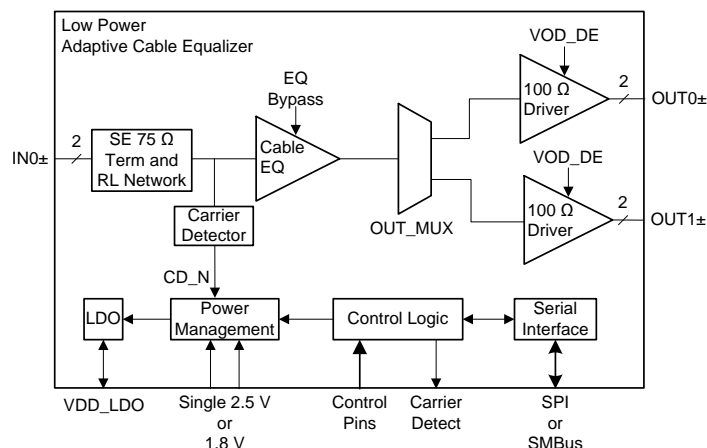 Low Power
Adaptive Cable Equalizer
VOD_DE
EQ
Bypass
100 Ω
Driver
2
OUT0±
IN0±
2
SE 75 Ω
Term and
RL Network
Cable
EQ
VOD_DE
Carrier
Detector
OUT_MUX
100 Ω
Driver
2
OUT1±
CD_N
LDO
Power
Management
Control Logic
Serial
Interface
VDD_LDO
Single 2.5 V
or
1.8 V
Control
Pins
Carrier
Detect
SPI
or
SMBus